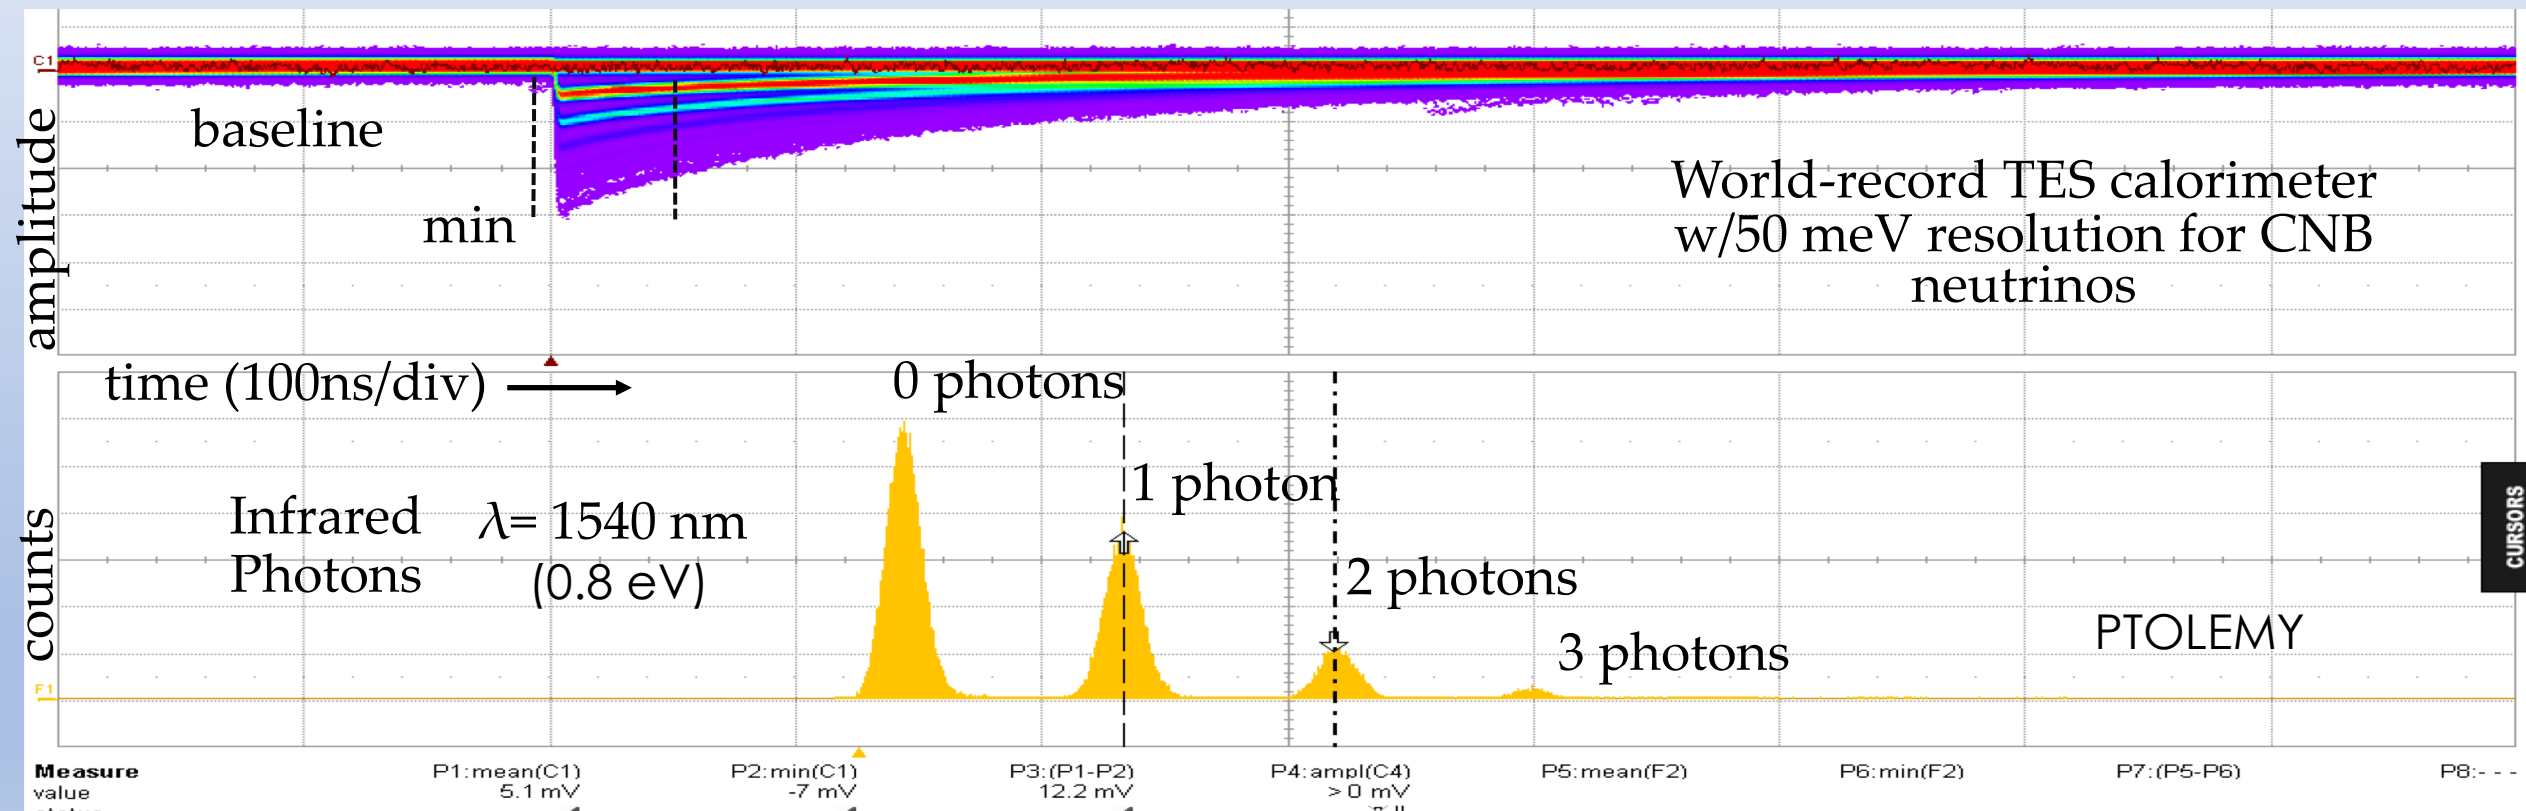 C1
amplitude
baseline
min
World-record TES calorimeter
w/50 meV resolution for CNB
neutrinos
time (100ns/div)
0 photons
1 photon
2 photons
3 photons
Infrared
Photons
λ= 1540 nm
(0.8 eV)
counts
PTOLEMY
CURSORS
F1
Measure P1:mean(C1) P2:min(C1) P3:(P1-P2) P4:ampl(C4) P5:mean(F2) P6:min(F2) P7:(P5-P6) P8:- - -
value 5.1 mV -7 mV 12.2 mV >0 mV